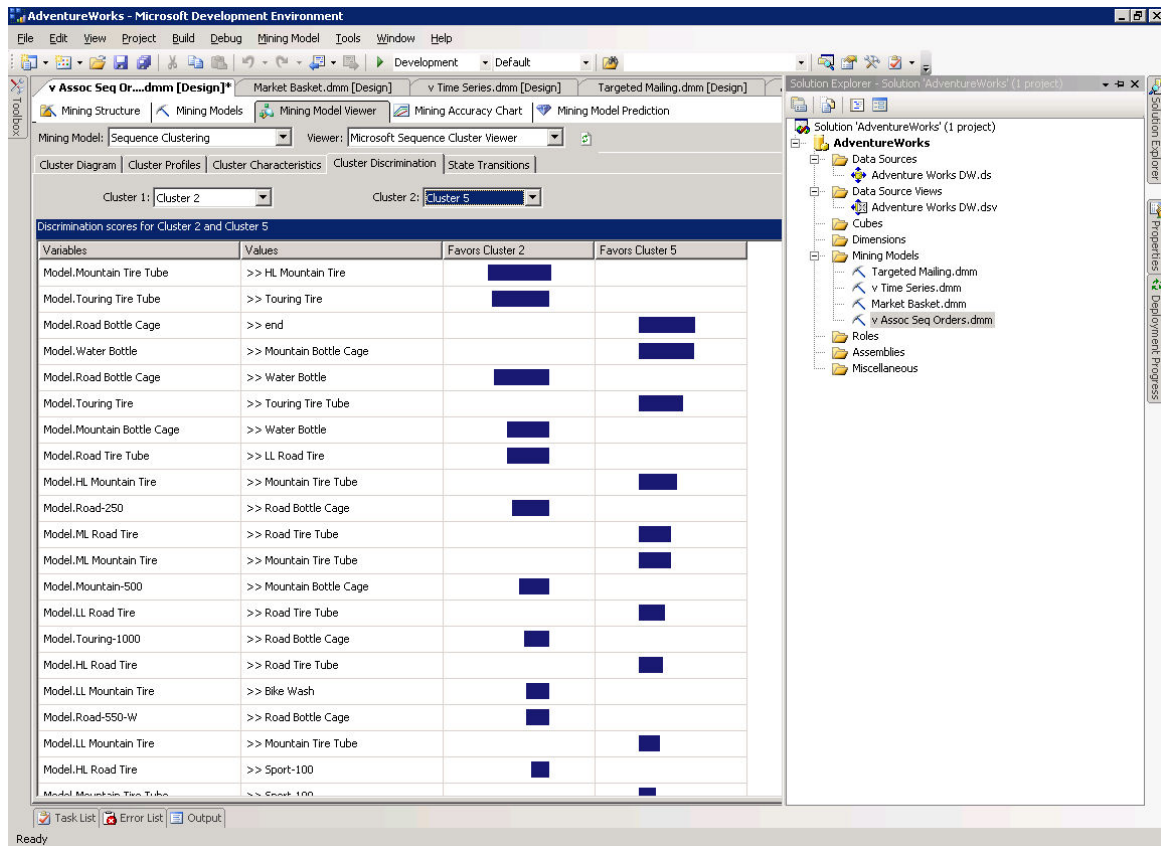 AdventureWorks - Microsoft Development Environment
File Edit View Project Build Debug Mining Model Tools Window Help
Development Default
v Assoc Seq Or....dmm [Design]* Market Basket.dmm [Design] v Time Series.dmm [Design] Targeted Mailing.dmm [Design]
Mining Structure Mining Models Mining Model Viewer Mining Accuracy Chart Mining Model Prediction
Mining Model: Sequence Clustering Viewer: Microsoft Sequence Cluster Viewer
Cluster Diagram Cluster Profiles Cluster Characteristics Cluster Discrimination State Transitions
Cluster 1: Cluster 2 Cluster 2: Cluster 5
Discrimination scores for Cluster 2 and Cluster 5
Variables Values Favors Cluster 2 Favors Cluster 5
Model.Mountain Tire Tube >> HL Mountain Tire
Model.Touring Tire Tube >> Touring Tire
Model.Road Bottle Cage >> end
Model.Water Bottle >> Mountain Bottle Cage
Model.Road Bottle Cage >> Water Bottle
Model.Touring Tire >> Touring Tire Tube
Model.Mountain Bottle Cage >> Water Bottle
Model.Road Tire Tube >> LL Road Tire
Model.HL Mountain Tire >> Mountain Tire Tube
Model.Road-250 >> Road Bottle Cage
Model.ML Road Tire >> Road Tire Tube
Model.ML Mountain Tire >> Mountain Tire Tube
Model.Mountain-500 >> Mountain Bottle Cage
Model.LL Road Tire >> Road Tire Tube
Model.Touring-1000 >> Road Bottle Cage
Model.HL Road Tire >> Road Tire Tube
Model.LL Mountain Tire >> Bike Wash
Model.Road-550-W >> Road Bottle Cage
Model.LL Mountain Tire >> Mountain Tire Tube
Model.HL Road Tire >> Sport-100
Model.Mountain Tire Tube >> Sport-100
Toolbox
Solution Explorer - Solution 'AdventureWorks' (1 project)
Solution 'AdventureWorks' (1 project)
AdventureWorks
Data Sources
Adventure Works DW.ds
Data Source Views
Adventure Works DW.dsv
Cubes
Dimensions
Mining Models
Targeted Mailing.dmm
v Time Series.dmm
Market Basket.dmm
v Assoc Seq Orders.dmm
Roles
Assemblies
Miscellaneous
Solution Explorer
Properties
Deployment Progress
Task List Error List Output
Ready